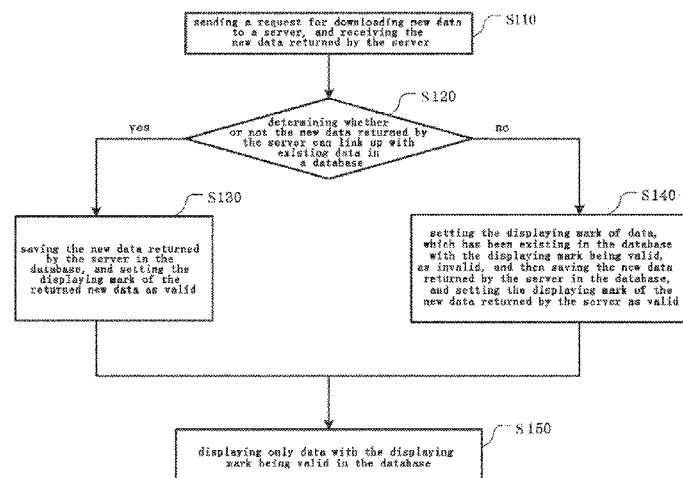 sending a request for downloading new data
to a server, and receiving the
new data returned by the server
S110
S120
determining whether
or not the new data returned by
the server can link up with
existing data in
a database
yes
no
S130
saving the new data returned
by the server in the
database, and setting the
displaying mark of the
returned new data as valid
S140
setting the displaying mark of data,
which has been existing in the database
with the displaying mark being valid,
as invalid, and then saving the new data
returned by the server in the database,
and setting the displaying mark of the
new data returned by the server as valid
S150
displaying only data with the displaying
mark being valid in the database